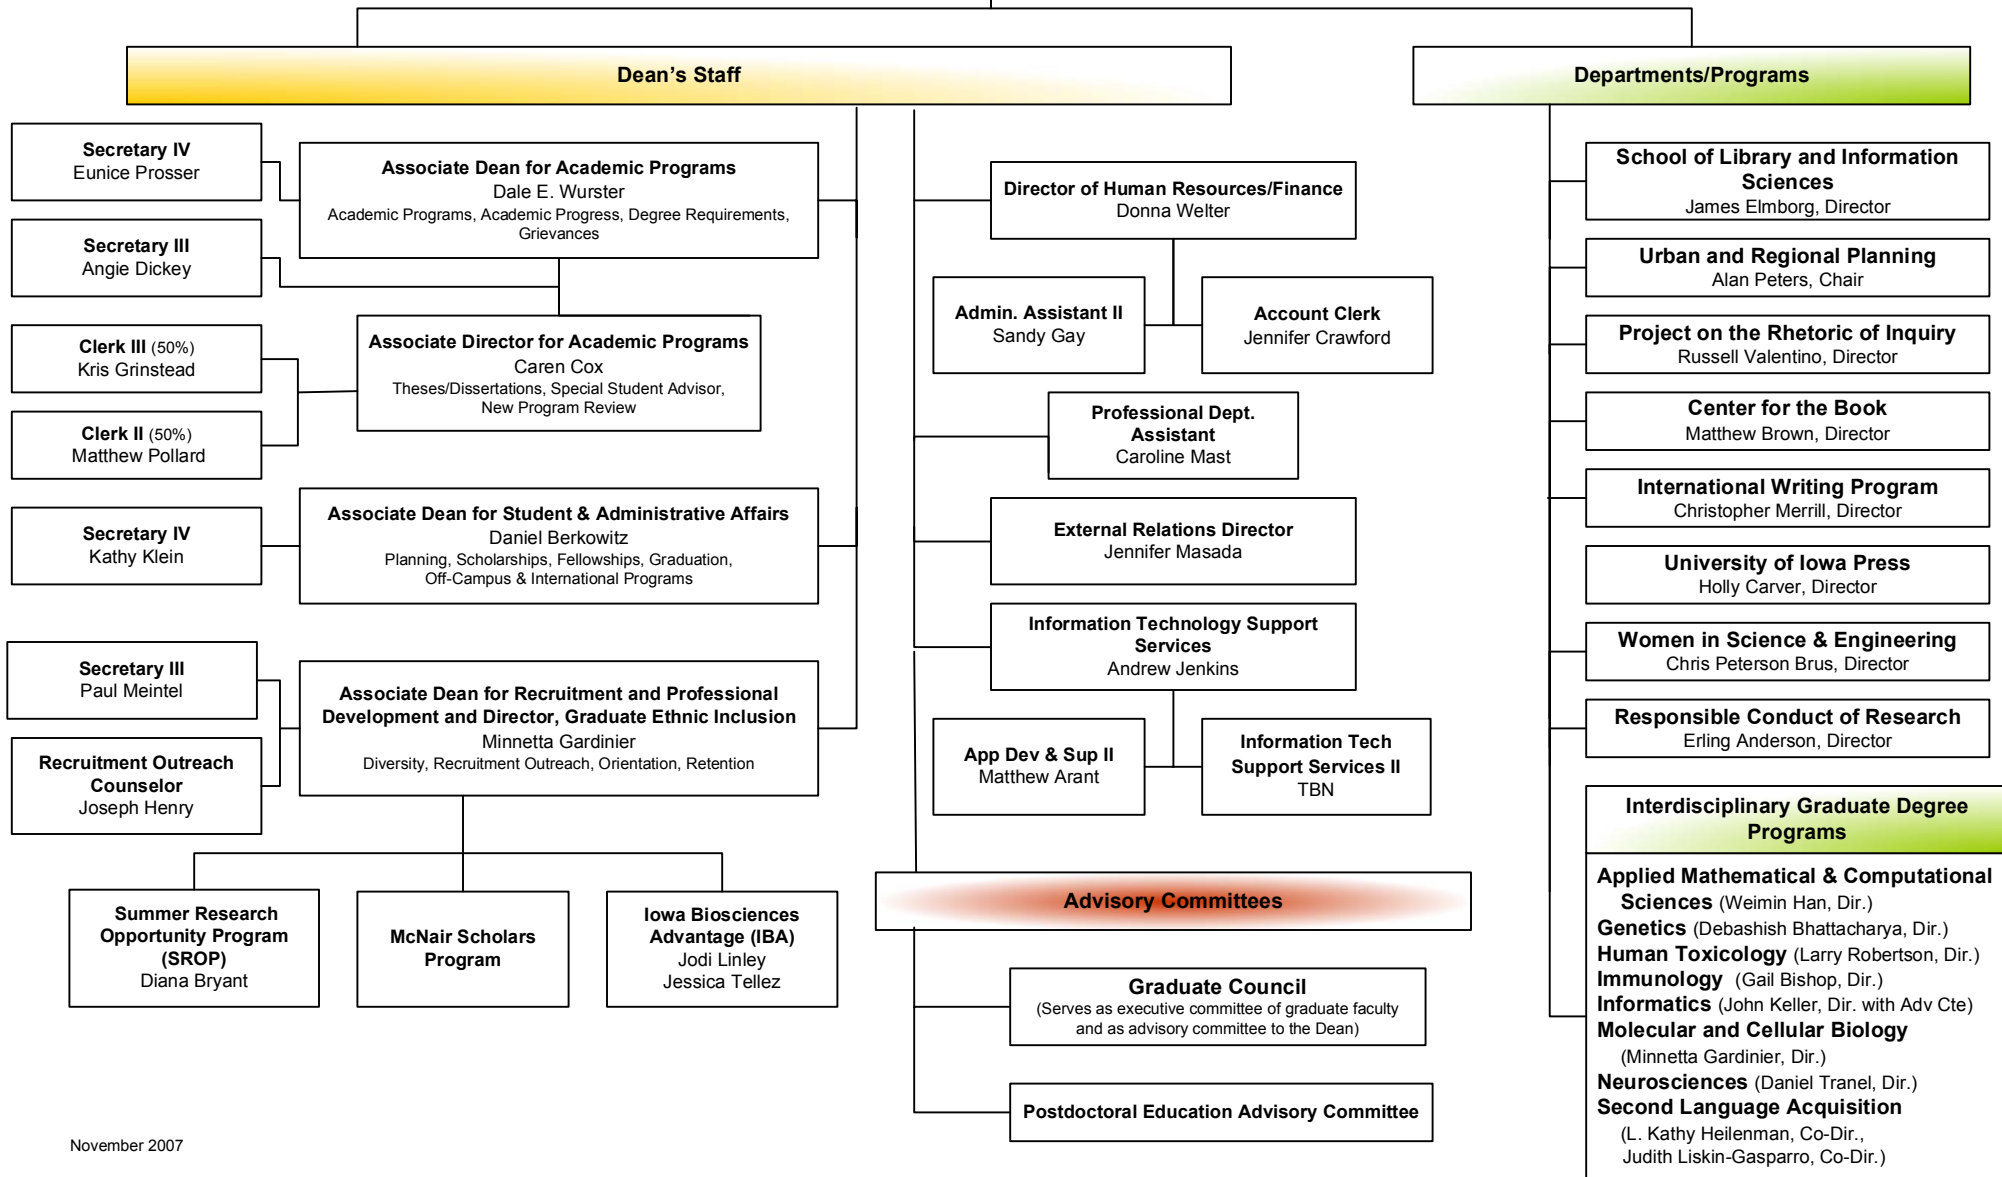 Dean's Staff
Departments/Programs
Secretary IV
Eunice Prosser
Secretary III
Angie Dickey
Clerk III (50%)
Kris Grinstead
Clerk II (50%)
Matthew Pollard
Secretary IV
Kathy Klein
Secretary III
Paul Meintel
Recruitment Outreach
Counselor
Joseph Henry
Associate Dean for Academic Programs
Dale E. Wurster
Academic Programs, Academic Progress, Degree Requirements,
Grievances
Associate Director for Academic Programs
Caren Cox
Theses/Dissertations, Special Student Advisor,
New Program Review
Associate Dean for Student & Administrative Affairs
Daniel Berkowitz
Planning, Scholarships, Fellowships, Graduation,
Off-Campus & International Programs
Associate Dean for Recruitment and Professional
Development and Director, Graduate Ethnic Inclusion
Minnetta Gardinier
Diversity, Recruitment Outreach, Orientation, Retention
Summer Research
Opportunity Program
(SROP)
Diana Bryant
McNair Scholars
Program
Iowa Biosciences
Advantage (IBA)
Jodi Linley
Jessica Tellez
Director of Human Resources/Finance
Donna Welter
Admin. Assistant II
Sandy Gay
Account Clerk
Jennifer Crawford
Professional Dept.
Assistant
Caroline Mast
External Relations Director
Jennifer Masada
Information Technology Support
Services
Andrew Jenkins
App Dev & Sup II
Matthew Arant
Information Tech
Support Services II
TBN
Advisory Committees
Graduate Council
(Serves as executive committee of graduate faculty
and as advisory committee to the Dean)
Postdoctoral Education Advisory Committee
School of Library and Information
Sciences
James Elmborg, Director
Urban and Regional Planning
Alan Peters, Chair
Project on the Rhetoric of Inquiry
Russell Valentino, Director
Center for the Book
Matthew Brown, Director
International Writing Program
Christopher Merrill, Director
University of Iowa Press
Holly Carver, Director
Women in Science & Engineering
Chris Peterson Brus, Director
Responsible Conduct of Research
Erling Anderson, Director
Interdisciplinary Graduate Degree
Programs
Applied Mathematical & Computational
Sciences (Weimin Han, Dir.)
Genetics (Debashish Bhattacharya, Dir.)
Human Toxicology (Larry Robertson, Dir.)
Immunology (Gail Bishop, Dir.)
Informatics (John Keller, Dir. with Adv Cte)
Molecular and Cellular Biology
(Minnetta Gardinier, Dir.)
Neurosciences (Daniel Tranel, Dir.)
Second Language Acquisition
(L. Kathy Heilenman, Co-Dir.,
Judith Liskin-Gasparro, Co-Dir.)
November 2007